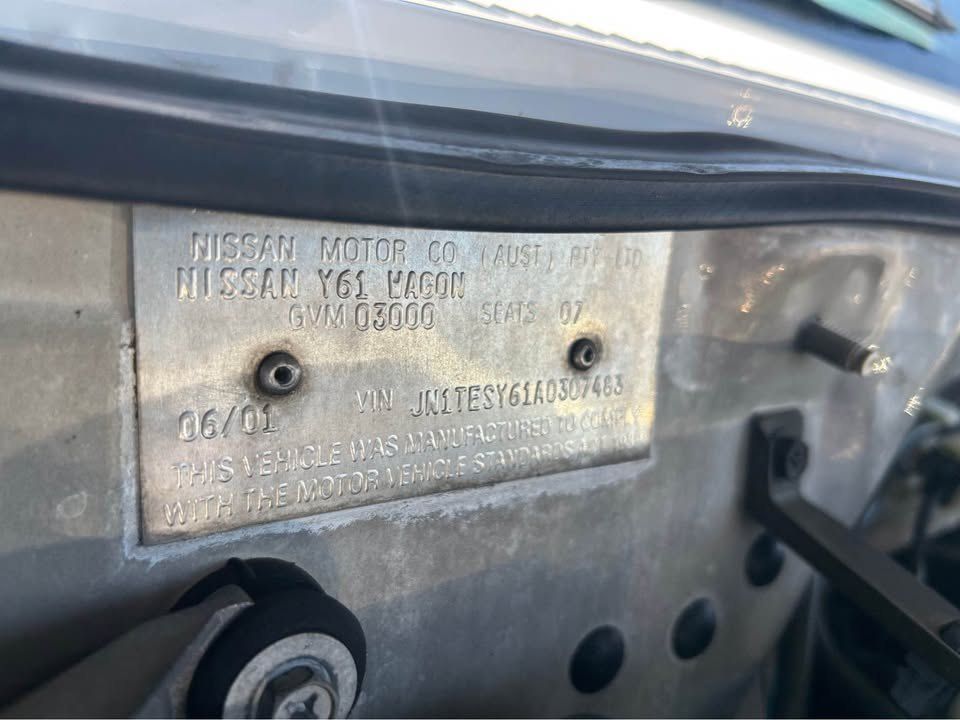 NISSAN MOTOR CO (AUST) PTY LTD
NISSAN Y61 WAGON
GVM 03000 SEATS 07
06/01 VIN JN1TESY61A0307483
THIS VEHICLE WAS MANUFACTURED TO COMPLY
WITH THE MOTOR VEHICLE STANDARDS ACT